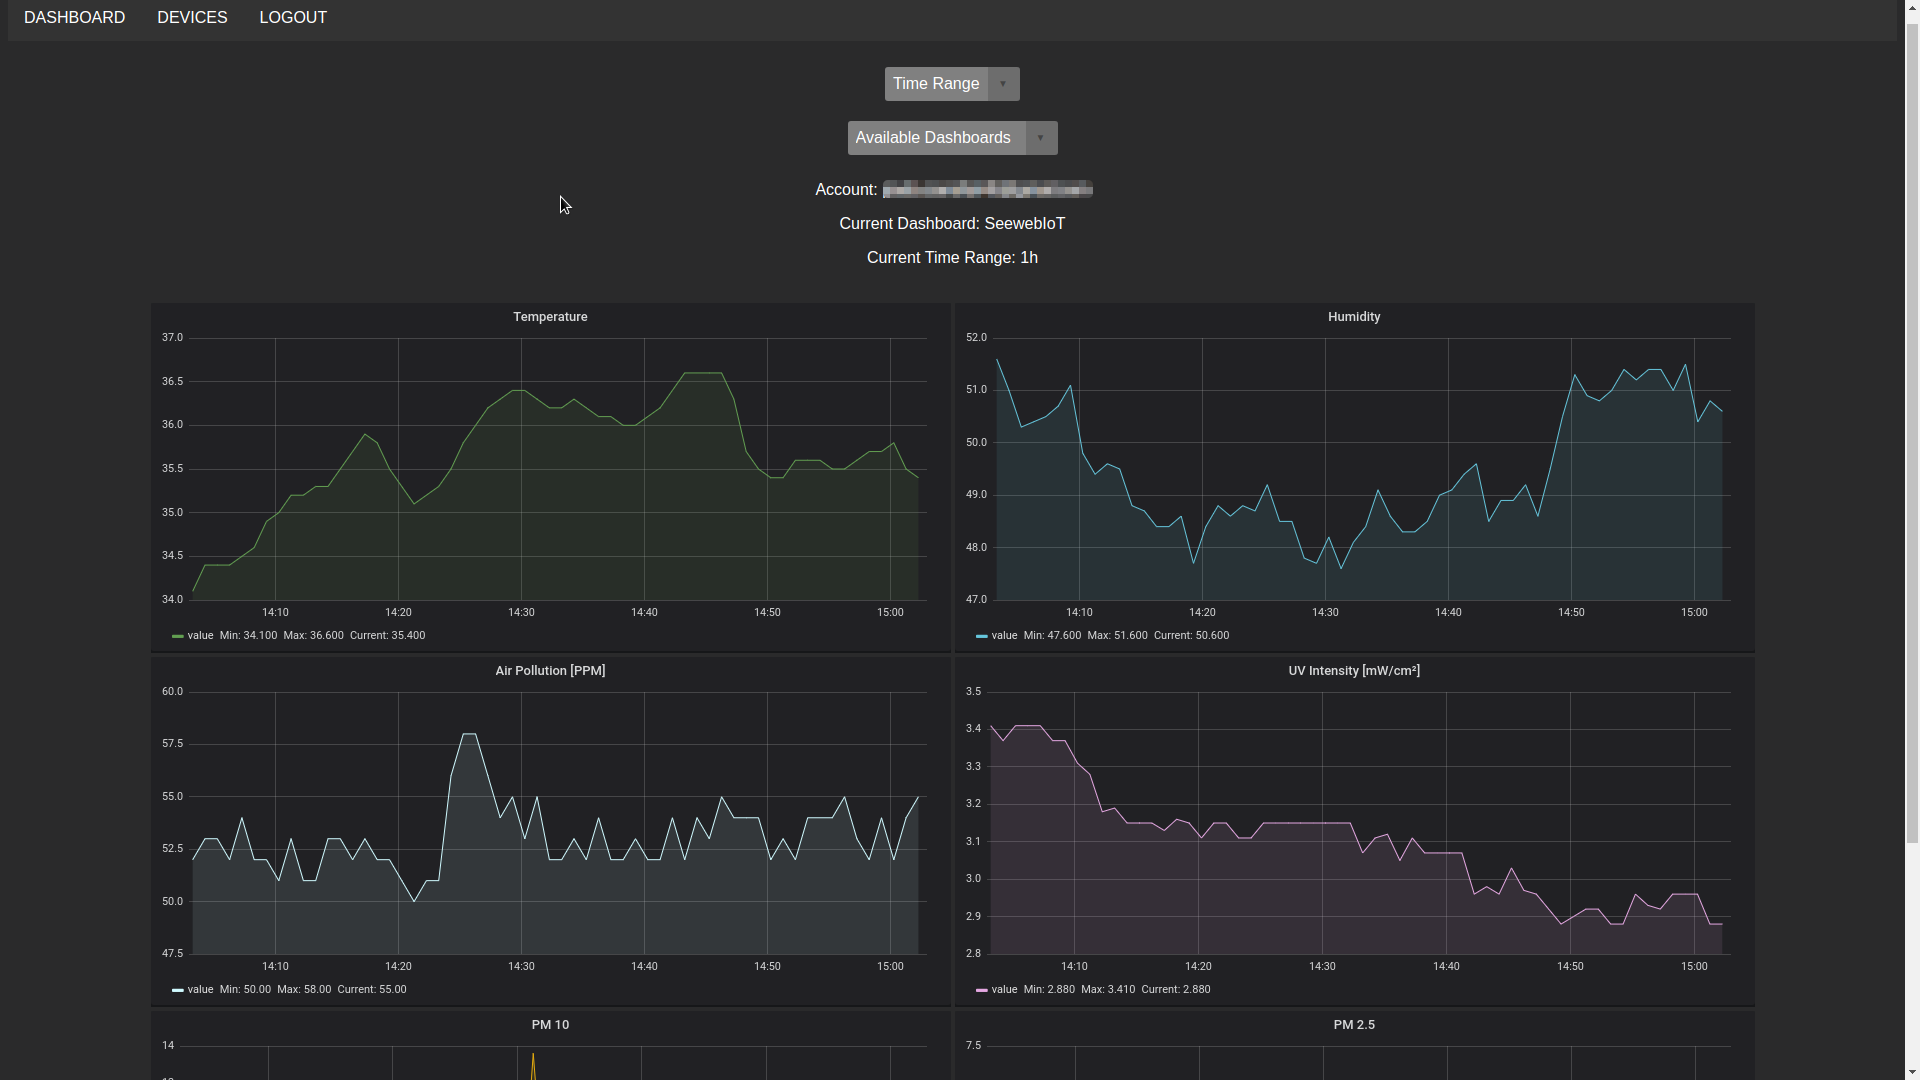 DASHBOARD DEVICES LOGOUT
Time Range
Available Dashboards
Account:
Current Dashboard: SeewebIoT
Current Time Range: 1h
Temperature
37.0
36.5
36.0
35.5
35.0
34.5
34.0
14:10 14:20 14:30 14:40 14:50 15:00
value Min: 34.100 Max: 36.600 Current: 35.400
Humidity
52.0
51.0
50.0
49.0
48.0
47.0
14:10 14:20 14:30 14:40 14:50 15:00
value Min: 47.600 Max: 51.600 Current: 50.600
Air Pollution [PPM]
60.0
57.5
55.0
52.5
50.0
47.5
14:10 14:20 14:30 14:40 14:50 15:00
value Min: 50.00 Max: 58.00 Current: 55.00
UV Intensity [mW/cm²]
3.5
3.4
3.3
3.2
3.1
3.0
2.9
2.8
14:10 14:20 14:30 14:40 14:50 15:00
value Min: 2.880 Max: 3.410 Current: 2.880
PM 10
14
PM 2.5
7.5